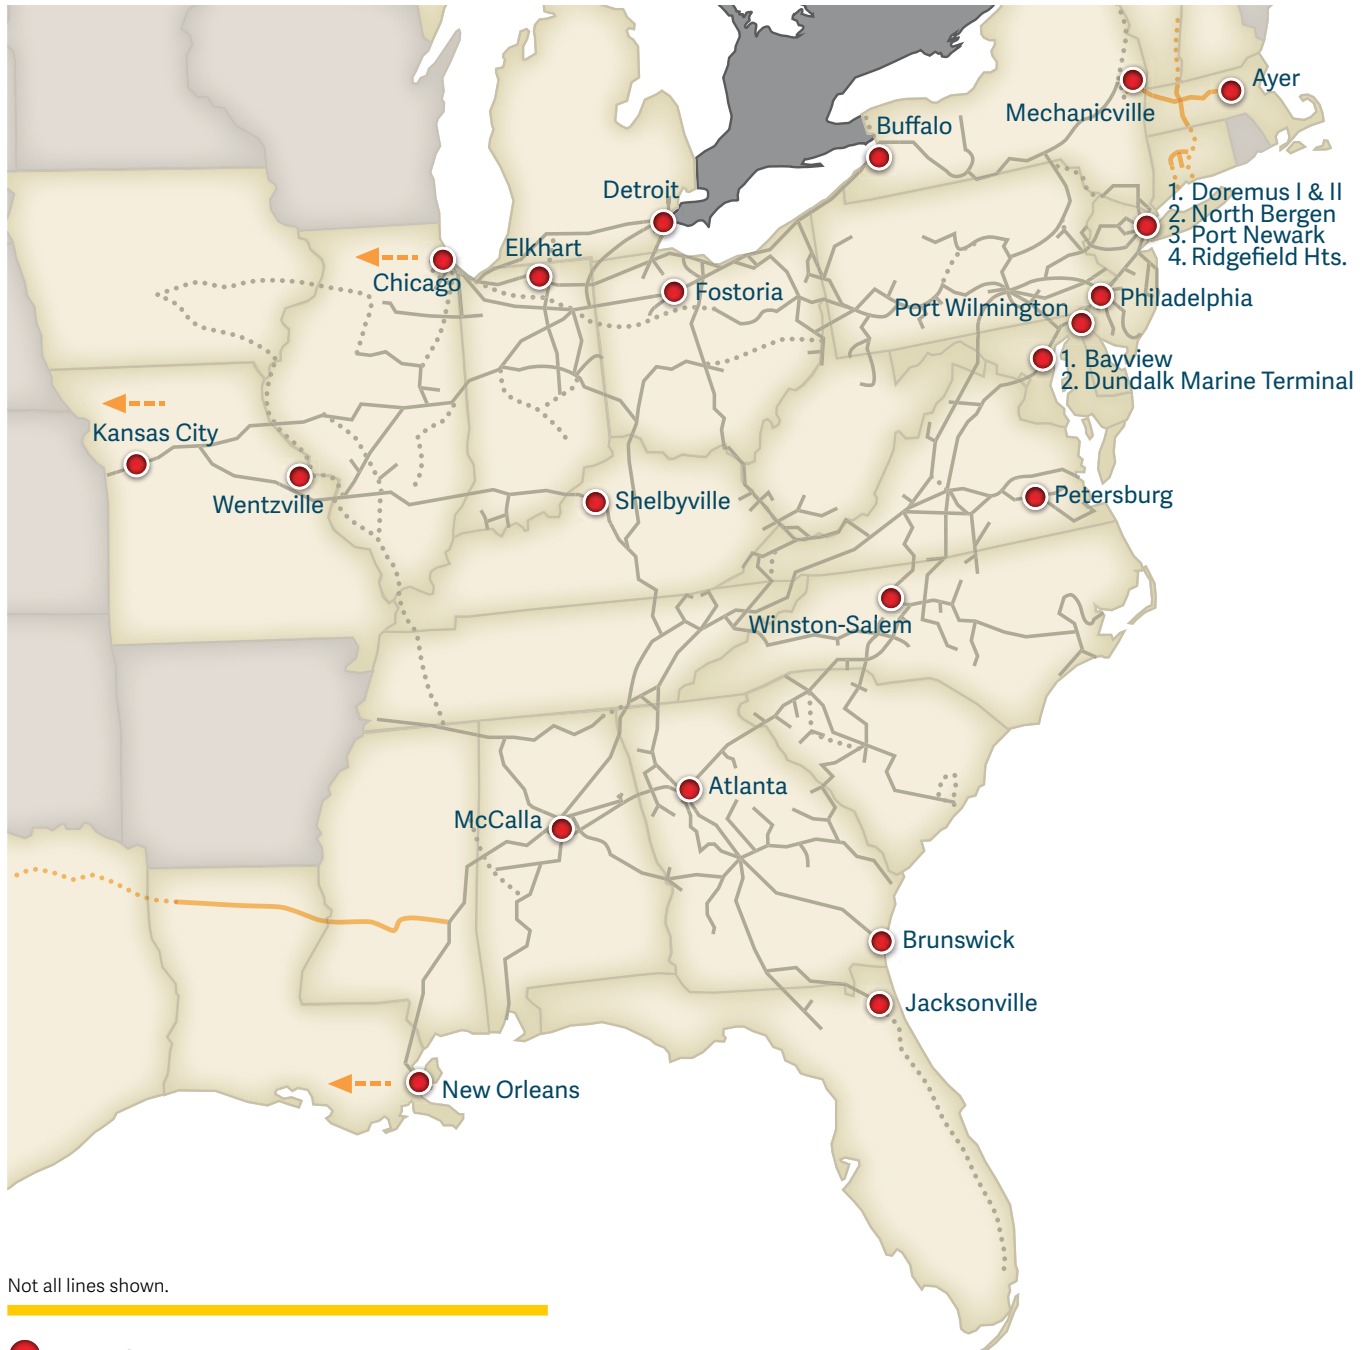 Ayer
Mechanicville
Buffalo
Detroit
1. Doremus I & II
2. North Bergen
3. Port Newark
4. Ridgefield Hts.
Elkhart
Chicago
Fostoria
Philadelphia
Port Wilmington
1. Bayview
2. Dundalk Marine Terminal
Kansas City
Wentzville
Shelbyville
Petersburg
Winston-Salem
Atlanta
McCalla
Brunswick
Jacksonville
New Orleans
Not all lines shown.